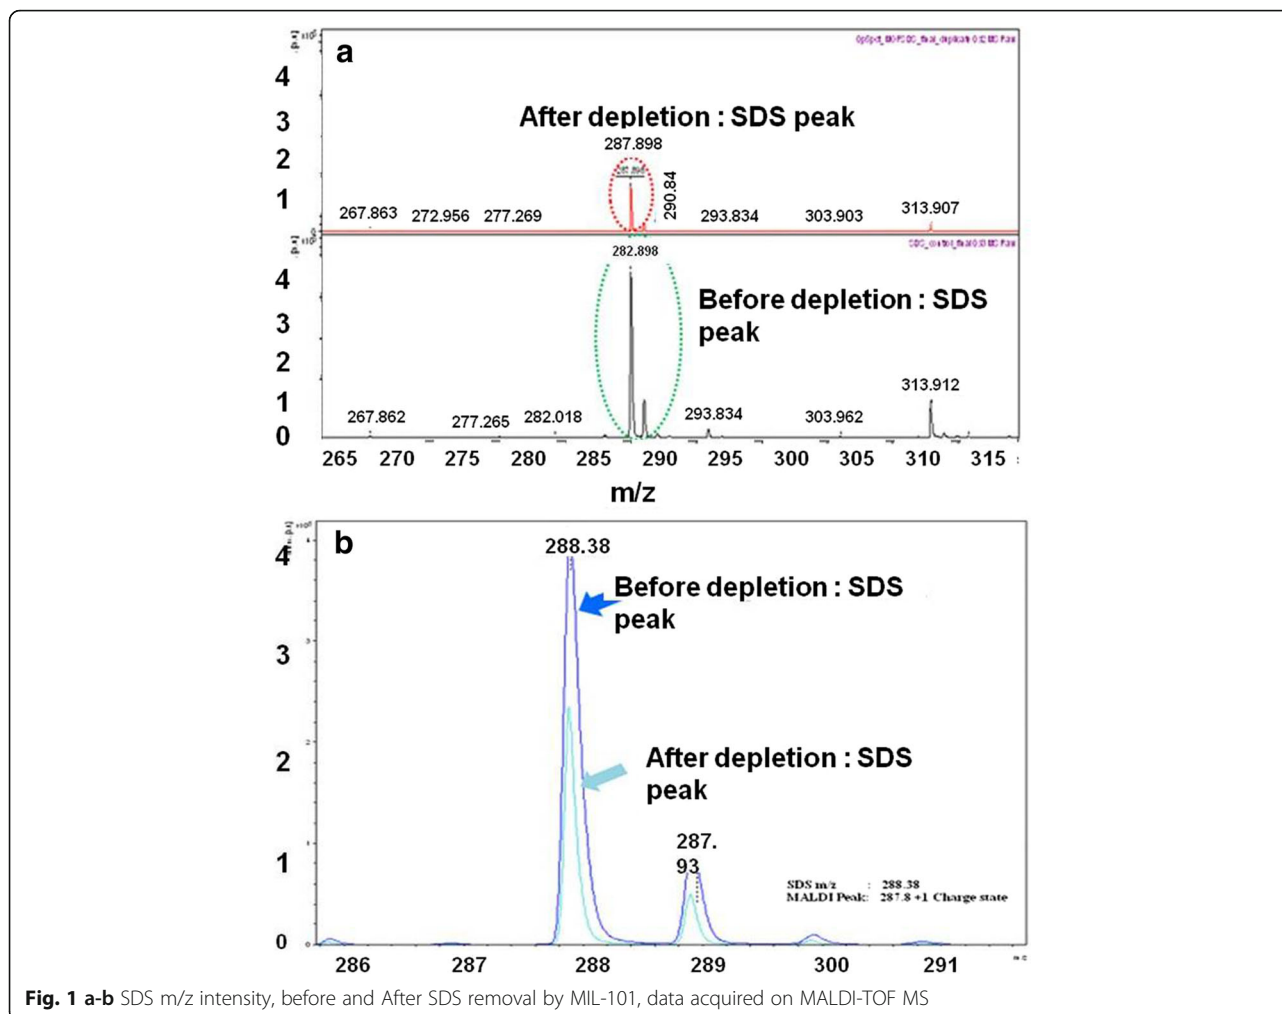 a
4
3
2
1
After depletion : SDS peak
287.898
290.84
267.863 272.956 277.269 293.834 303.903 313.907
0
282.898
4
3
2
1
0
Before depletion : SDS
peak
267.862 277.265 282.018 293.834 303.962 313.912
265 270 275 280 285 290 295 300 305 310 315
m/z
b
4
3
2
1
0
288.38
Before depletion : SDS
peak
After depletion : SDS
peak
287.
93
SDS m/z : 288.38
MALDI Peak: 287.8 +1 Charge state
286 287 288 289 300 291
Fig. 1 a-b SDS m/z intensity, before and After SDS removal by MIL-101, data acquired on MALDI-TOF MS